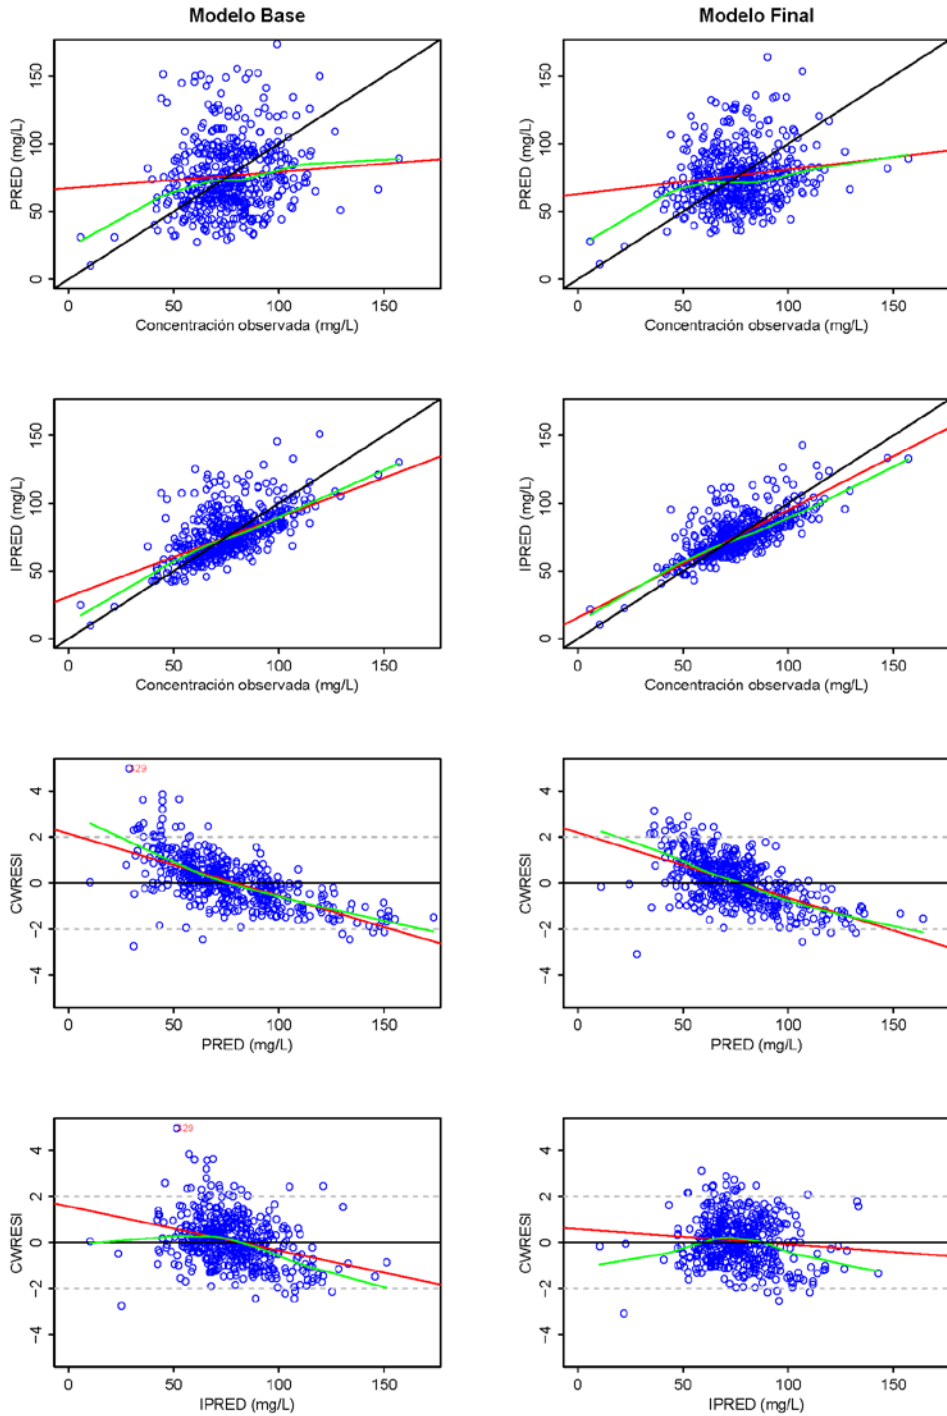 Modelo Base
Modelo Final
PRED (mg/L)
150
100
50
0
0 50 100 150
Concentración observada (mg/L)
PRED (mg/L)
150
100
50
0
0 50 100 150
Concentración observada (mg/L)
IPRED (mg/L)
150
100
50
0
0 50 100 150
Concentración observada (mg/L)
IPRED (mg/L)
150
100
50
0
0 50 100 150
Concentración observada (mg/L)
CWRESI
4
2
0
−2
−4
0 50 100 150
PRED (mg/L)
CWRESI
4
2
0
−2
−4
0 50 100 150
PRED (mg/L)
CWRESI
4
2
0
−2
−4
0 50 100 150
IPRED (mg/L)
CWRESI
4
2
0
−2
−4
0 50 100 150
IPRED (mg/L)